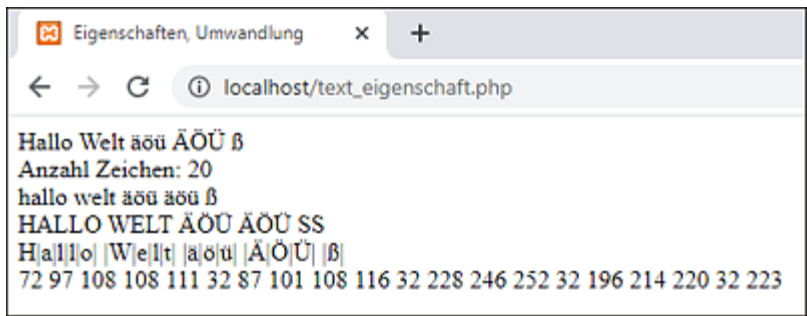 Eigenschaften, Umwandlung
localhost/text_eigenschaft.php
Hallo Welt äöü ÄÖÜ ß
Anzahl Zeichen: 20
hallo welt äöü äöü ß
HALLO WELT ÄÖÜ ÄÖÜ SS
H|a|l|l|o| |W|e|l|t| |ä|ö|ü| |Ä|Ö|Ü| |ß|
72 97 108 108 111 32 87 101 108 116 32 228 246 252 32 196 214 220 32 223